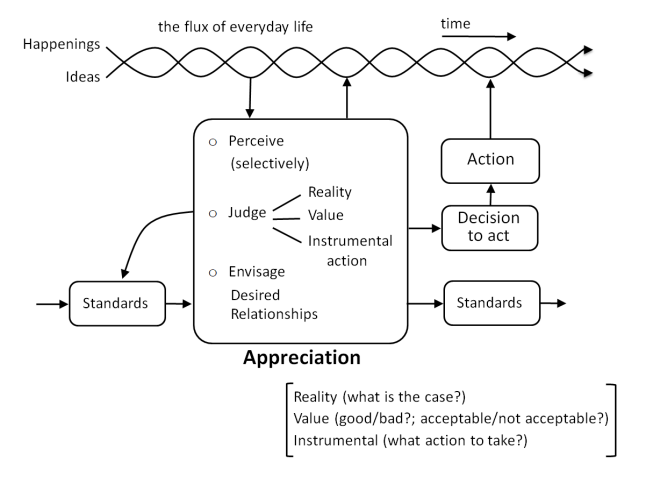 the flux of everyday life
time
Happenings
Ideas
Perceive
(selectively)
Judge
Reality
Value
Instrumental
action
Envisage
Desired
Relationships
Appreciation
Standards
Action
Decision
to act
Standards
Reality (what is the case?)
Value (good/bad?; acceptable/not acceptable?)
Instrumental (what action to take?)